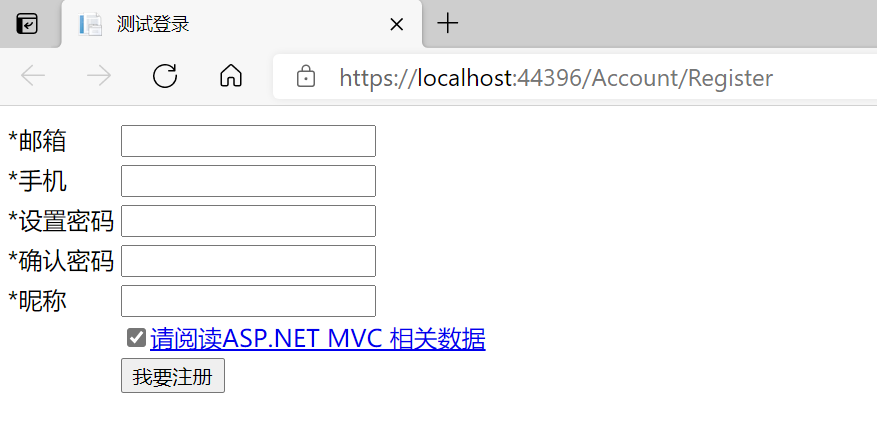 测试登录
https://localhost:44396/Account/Register
*邮箱
*手机
*设置密码
*确认密码
*昵称
请阅读ASP.NET MVC 相关数据
我要注册